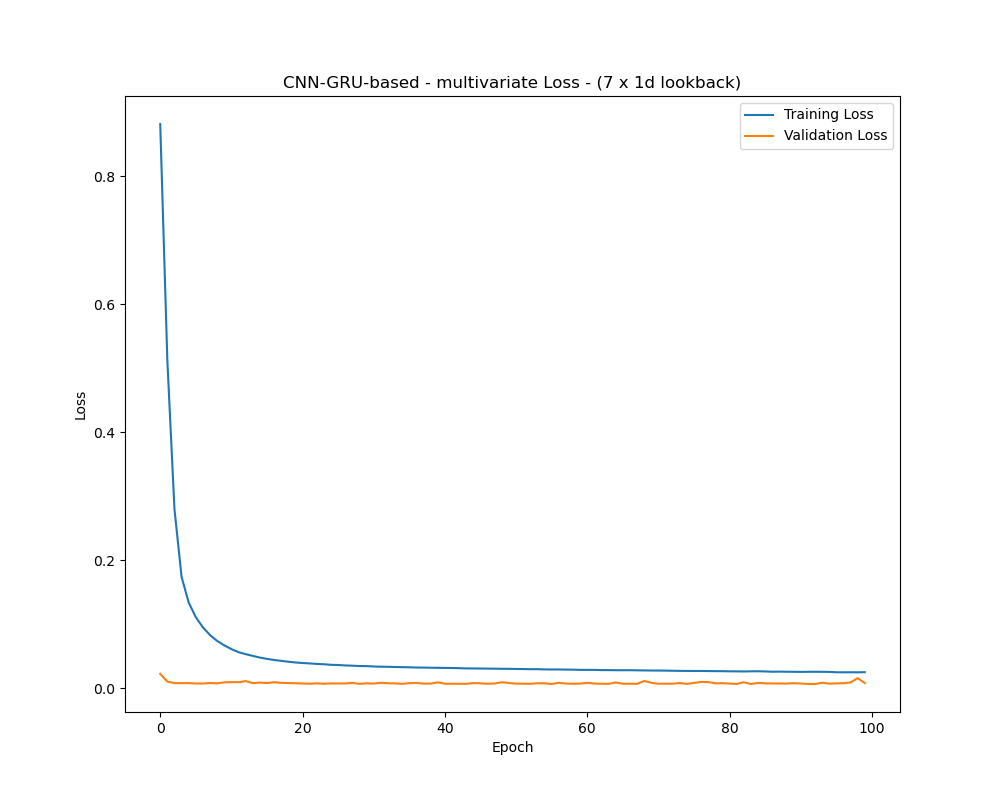 CNN-GRU-based - multivariate Loss - (7 x 1d lookback)
Training Loss
Validation Loss
0.8
0.6
0.4
0.2
0.0
Loss
0
20
40
60
80
100
Epoch